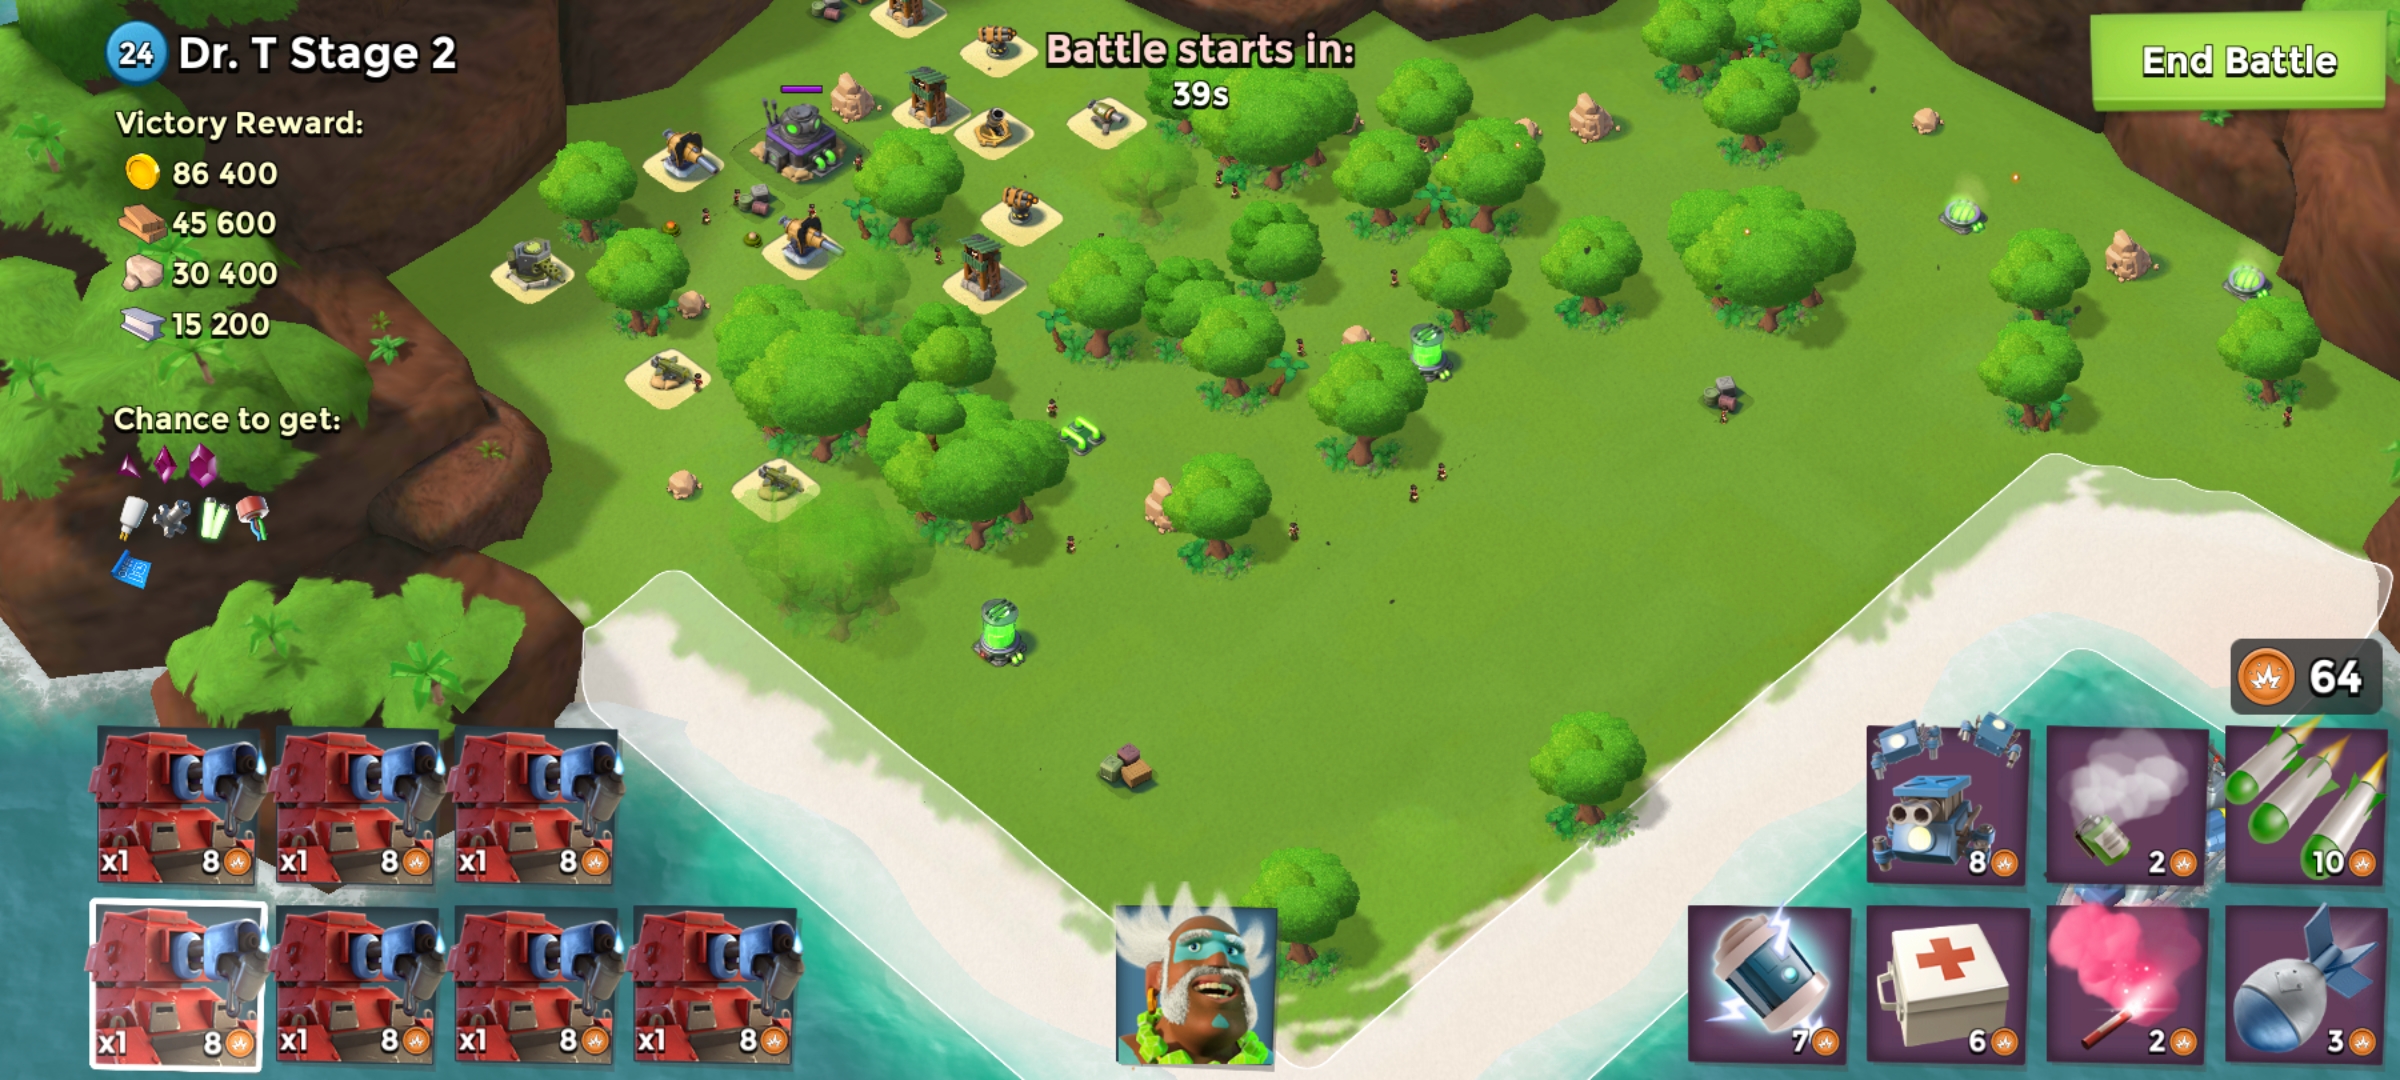 24 Dr. T Stage 2
Battle starts in:
39s
End Battle
Victory Reward:
86 400
45 600
30 400
15 200
Chance to get:
64
x1 8
x1 8
x1 8
8
2
10
x1 8
x1 8
x1 8
x1 8
7
6
2
3